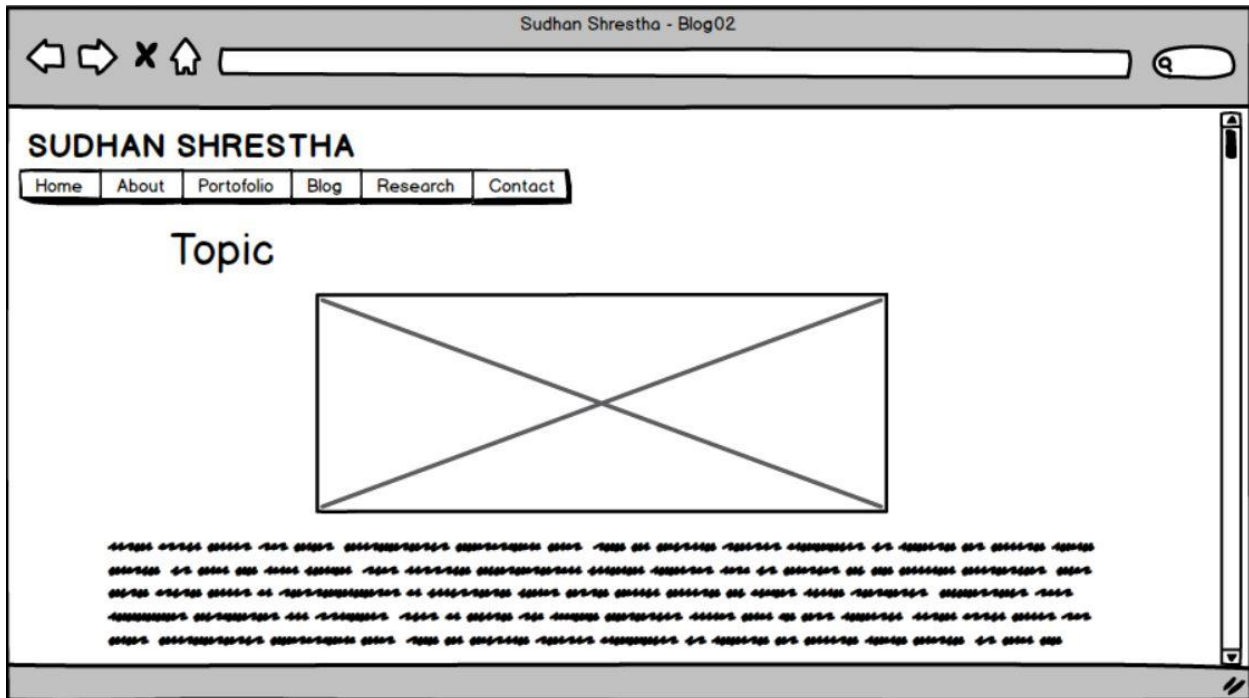 Sudhan Shrestha - Blog02
SUDHAN SHRESTHA
Home About Portofolio Blog Research Contact
Topic